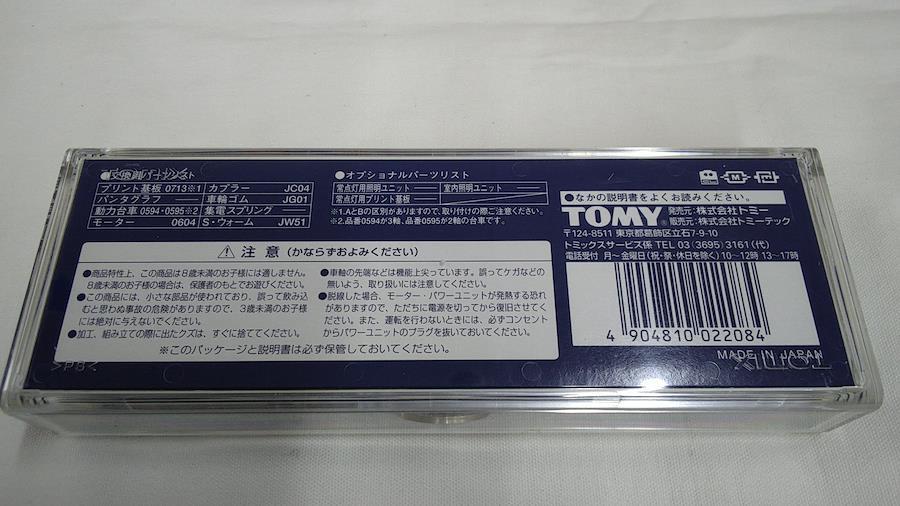 ■交換用パーツリスト
プリント基板 0713※1 カプラー JC04
パンタグラフ —— 車輪ゴム JG01
動力台車 0594・0595※2 集電スプリング ——
モーター 0604 S・ウォーム JW51
●オプショナルパーツリスト
常点灯用照明ユニット —— 室内照明ユニット ——
常点灯用プリント基板 ——
※1.AとBの区別がありますので、取り付けの際ご注意ください。
※2.品番0594が3軸、品番0595が2軸の台車です。
注意(かならずおよみください)
●商品特性上、この商品は8歳未満のお子様には適しません。
8歳未満のお子様の場合は、保護者のもとでお遊びください。
●この商品には、小さな部品が使われており、誤って飲み込
むと思わぬ事故の危険がありますので、3歳未満のお子様
には絶対に与えないでください。
●加工、組み立ての際に出たクズは、すぐに捨ててください。
●車軸の先端などは機能上尖っています。誤ってケガなどの
無いよう、取り扱いには注意してください。
●脱線した場合、モーター・パワーユニットが発熱する恐れ
がありますので、ただちに電源を切ってから復旧させてく
ださい。また、運転を行わないときには、必ずコンセント
からパワーユニットのプラグを抜いておいてください。
※このパッケージと説明書は必ず保管しておいてください。
M
●なかの説明書をよくお読みください。
TOMY® 発売元:株式会社トミー
販売元:株式会社トミーテック
〒124-8511 東京都葛飾区立石7-9-10
トミックスサービス係 TEL 03(3695)3161(代)
電話受付 月〜金曜日(祝・祭・休日を除く)10〜12時 13〜17時
4 904810 022084
MADE IN JAPAN
TOMIX
>PS<